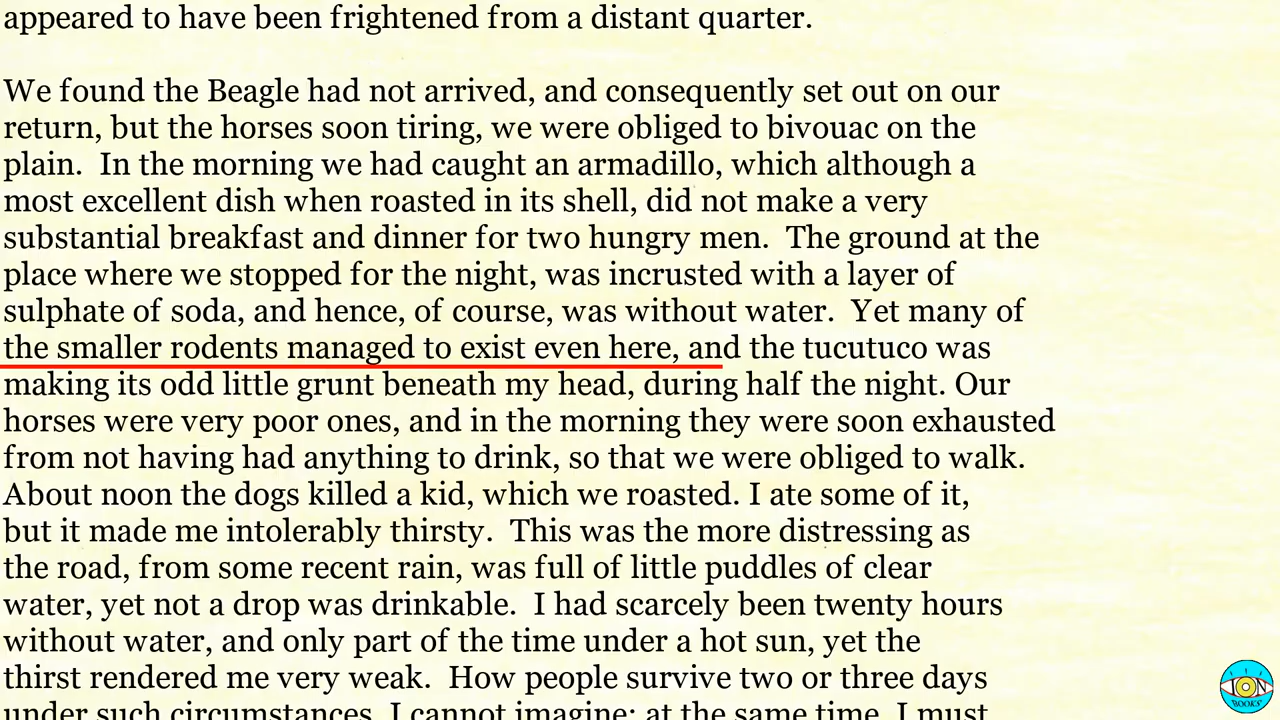 appeared to have been frightened from a distant quarter.
We found the Beagle had not arrived, and consequently set out on our
return, but the horses soon tiring, we were obliged to bivouac on the
plain.  In the morning we had caught an armadillo, which although a
most excellent dish when roasted in its shell, did not make a very
substantial breakfast and dinner for two hungry men.  The ground at the
place where we stopped for the night, was incrusted with a layer of
sulphate of soda, and hence, of course, was without water.  Yet many of
the smaller rodents managed to exist even here, and the tucutuco was
making its odd little grunt beneath my head, during half the night. Our
horses were very poor ones, and in the morning they were soon exhausted
from not having had anything to drink, so that we were obliged to walk.
About noon the dogs killed a kid, which we roasted. I ate some of it,
but it made me intolerably thirsty.  This was the more distressing as
the road, from some recent rain, was full of little puddles of clear
water, yet not a drop was drinkable.  I had scarcely been twenty hours
without water, and only part of the time under a hot sun, yet the
thirst rendered me very weak.  How people survive two or three days
under such circumstances, I cannot imagine: at the same time, I must
ION
BOOKS